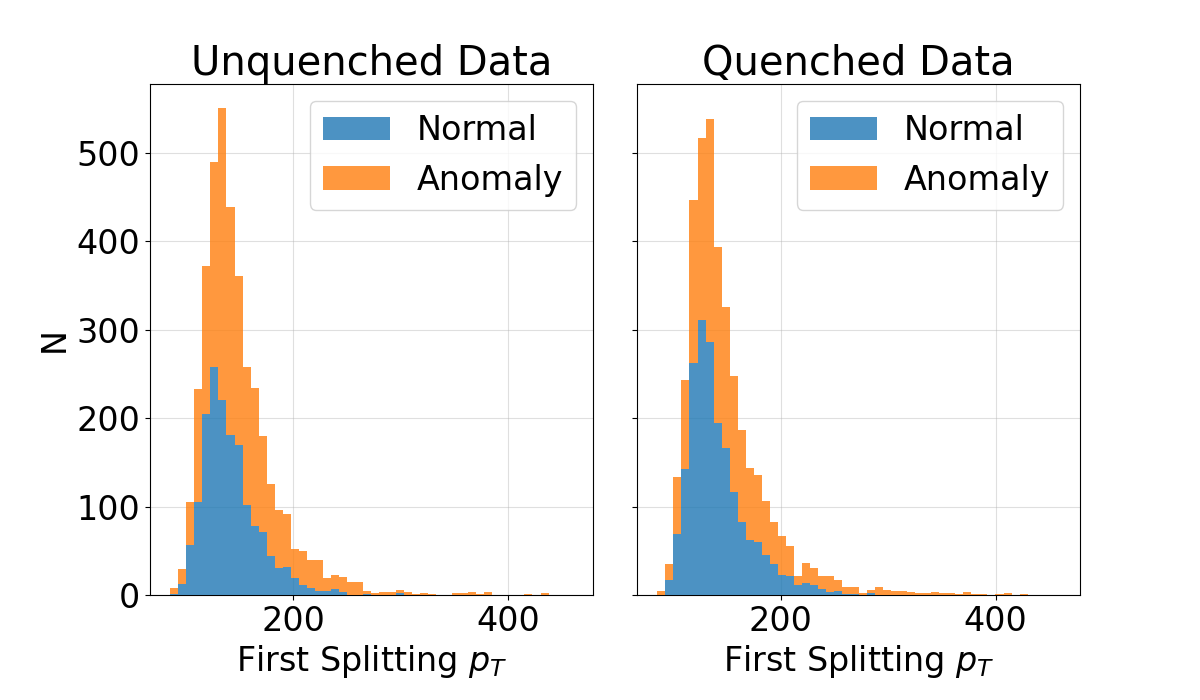 Unquenched Data
Normal
Anomaly
N
500
400
300
200
100
0
200
400
First Splitting p_T
Quenched Data
Normal
Anomaly
200
400
First Splitting p_T